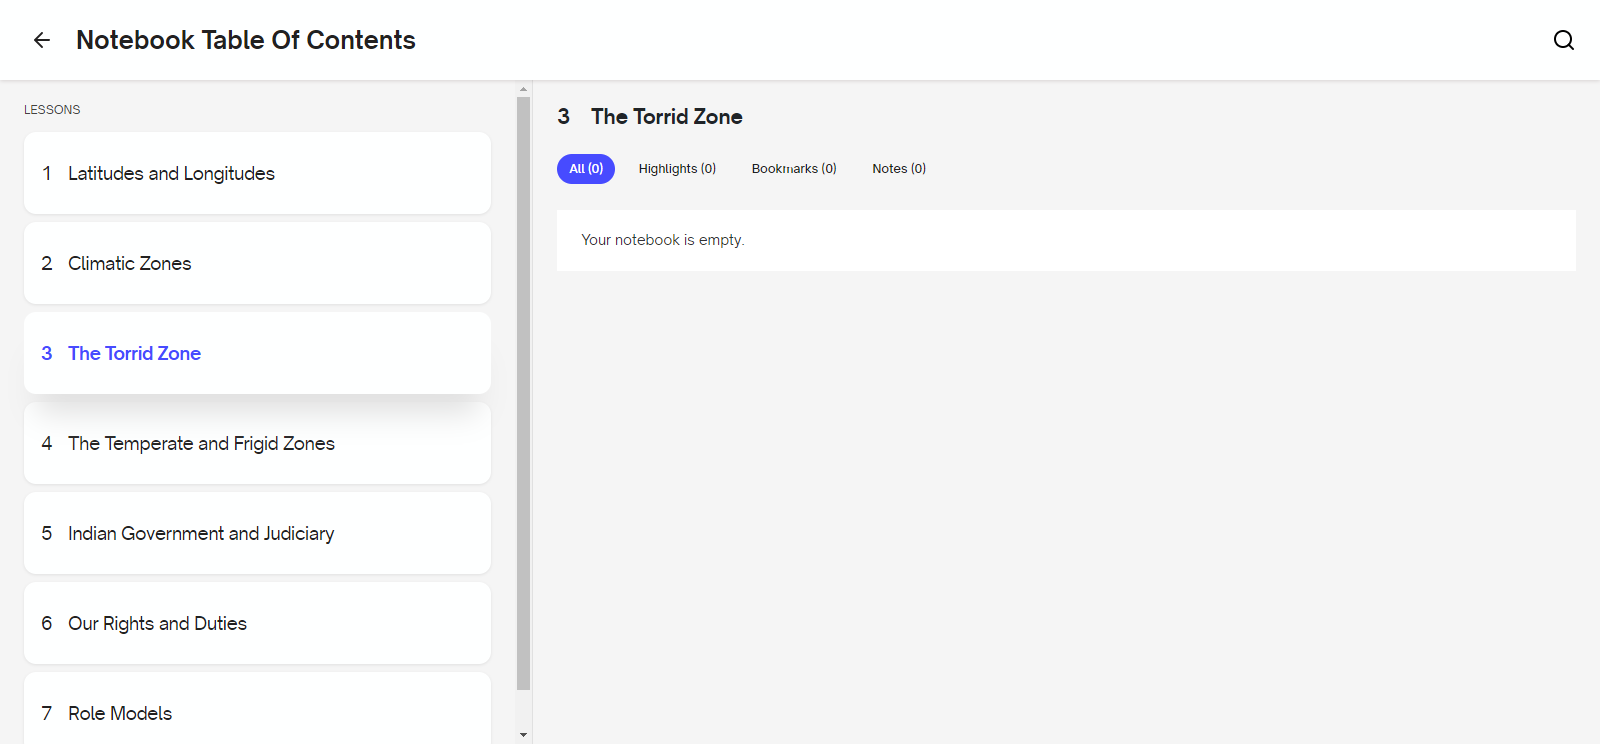 Notebook Table Of Contents
LESSONS
1 Latitudes and Longitudes
2 Climatic Zones
3 The Torrid Zone
4 The Temperate and Frigid Zones
5 Indian Government and Judiciary
6 Our Rights and Duties
7 Role Models
3 The Torrid Zone
All (0) Highlights (0) Bookmarks (0) Notes (0)
Your notebook is empty.